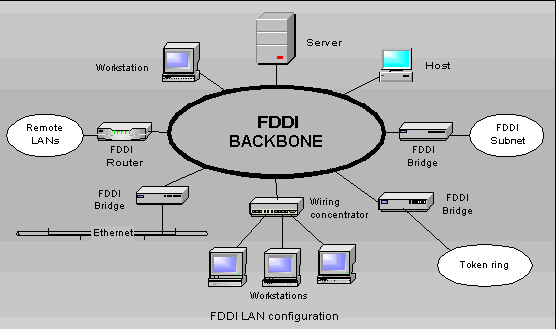 Server
Workstation
Host
FDDI
BACKBONE
Remote
LANs
FDDI
Router
FDDI
Bridge
FDDI
Subnet
FDDI
Bridge
Wiring
concentrator
FDDI
Bridge
Ethernet
Token ring
Workstations
FDDI LAN configuration